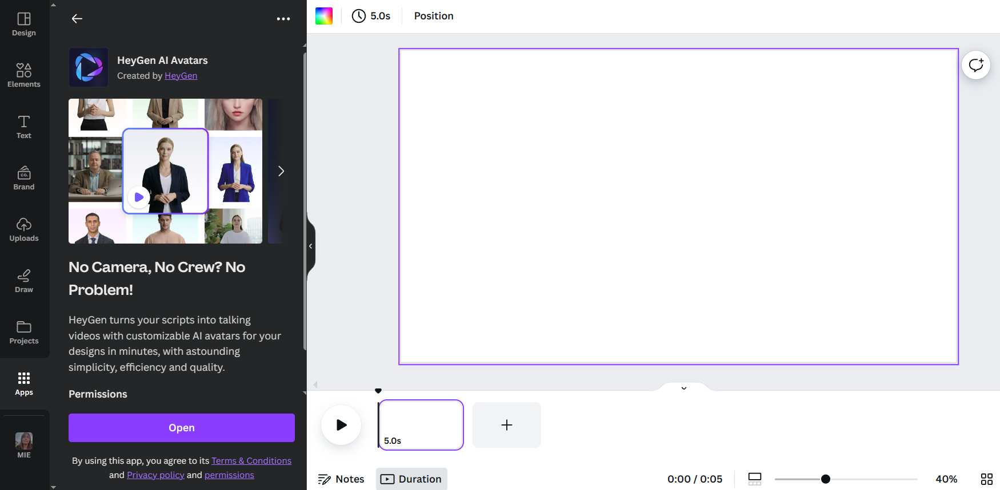 Design
Elements
Text
CO.
Brand
Uploads
Draw
Projects
Apps
MIE
HeyGen AI Avatars
Created by HeyGen
No Camera, No Crew? No
Problem!
HeyGen turns your scripts into talking
videos with customizable AI avatars for your
designs in minutes, with astounding
simplicity, efficiency and quality.
Permissions
Open
By using this app, you agree to its Terms & Conditions
and Privacy policy and permissions
5.0s
Position
5.0s
Notes
Duration
0:00 / 0:05
40%